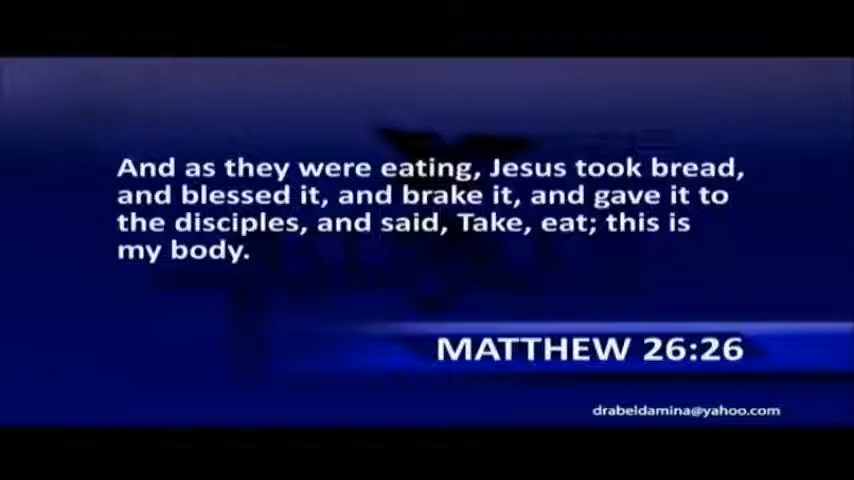 And as they were eating, Jesus took bread,
and blessed it, and brake it, and gave it to
the disciples, and said, Take, eat; this is
my body.
MATTHEW 26:26
drabeldamina@yahoo.com